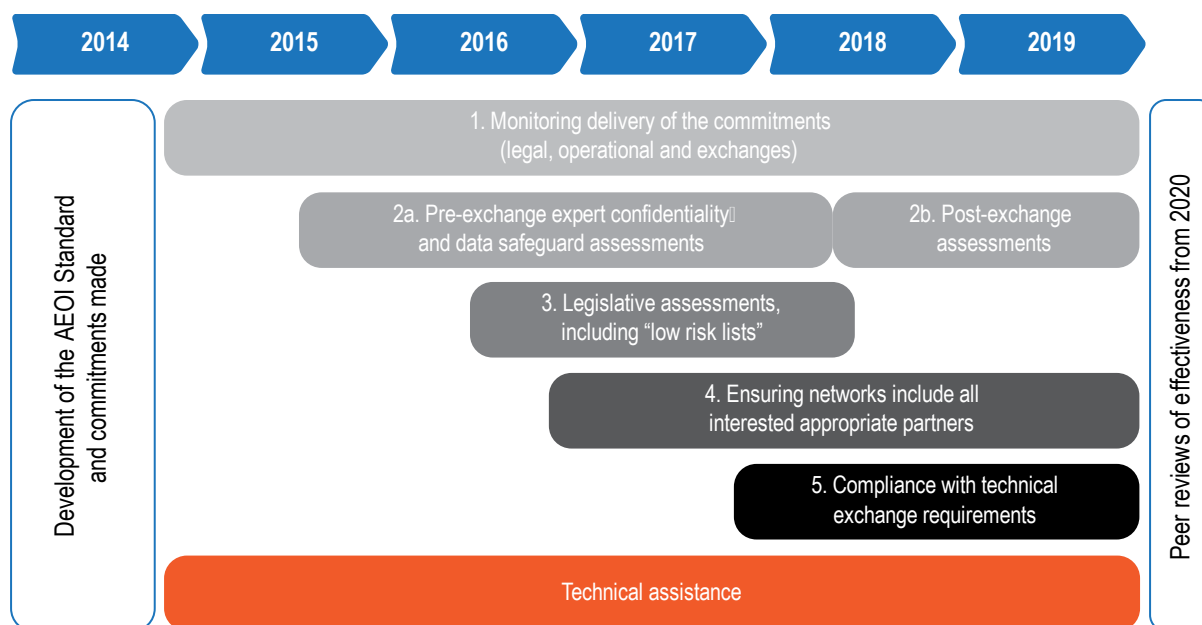 2014
2015
2016
2017
2018
2019
Development of the AEOI Standard
and commitments made
1. Monitoring delivery of the commitments
(legal, operational and exchanges)
2a. Pre-exchange expert confidentiality
and data safeguard assessments
2b. Post-exchange
assessments
3. Legislative assessments,
including “low risk lists”
4. Ensuring networks include all
interested appropriate partners
5. Compliance with technical
exchange requirements
Technical assistance
Peer reviews of effectiveness from 2020